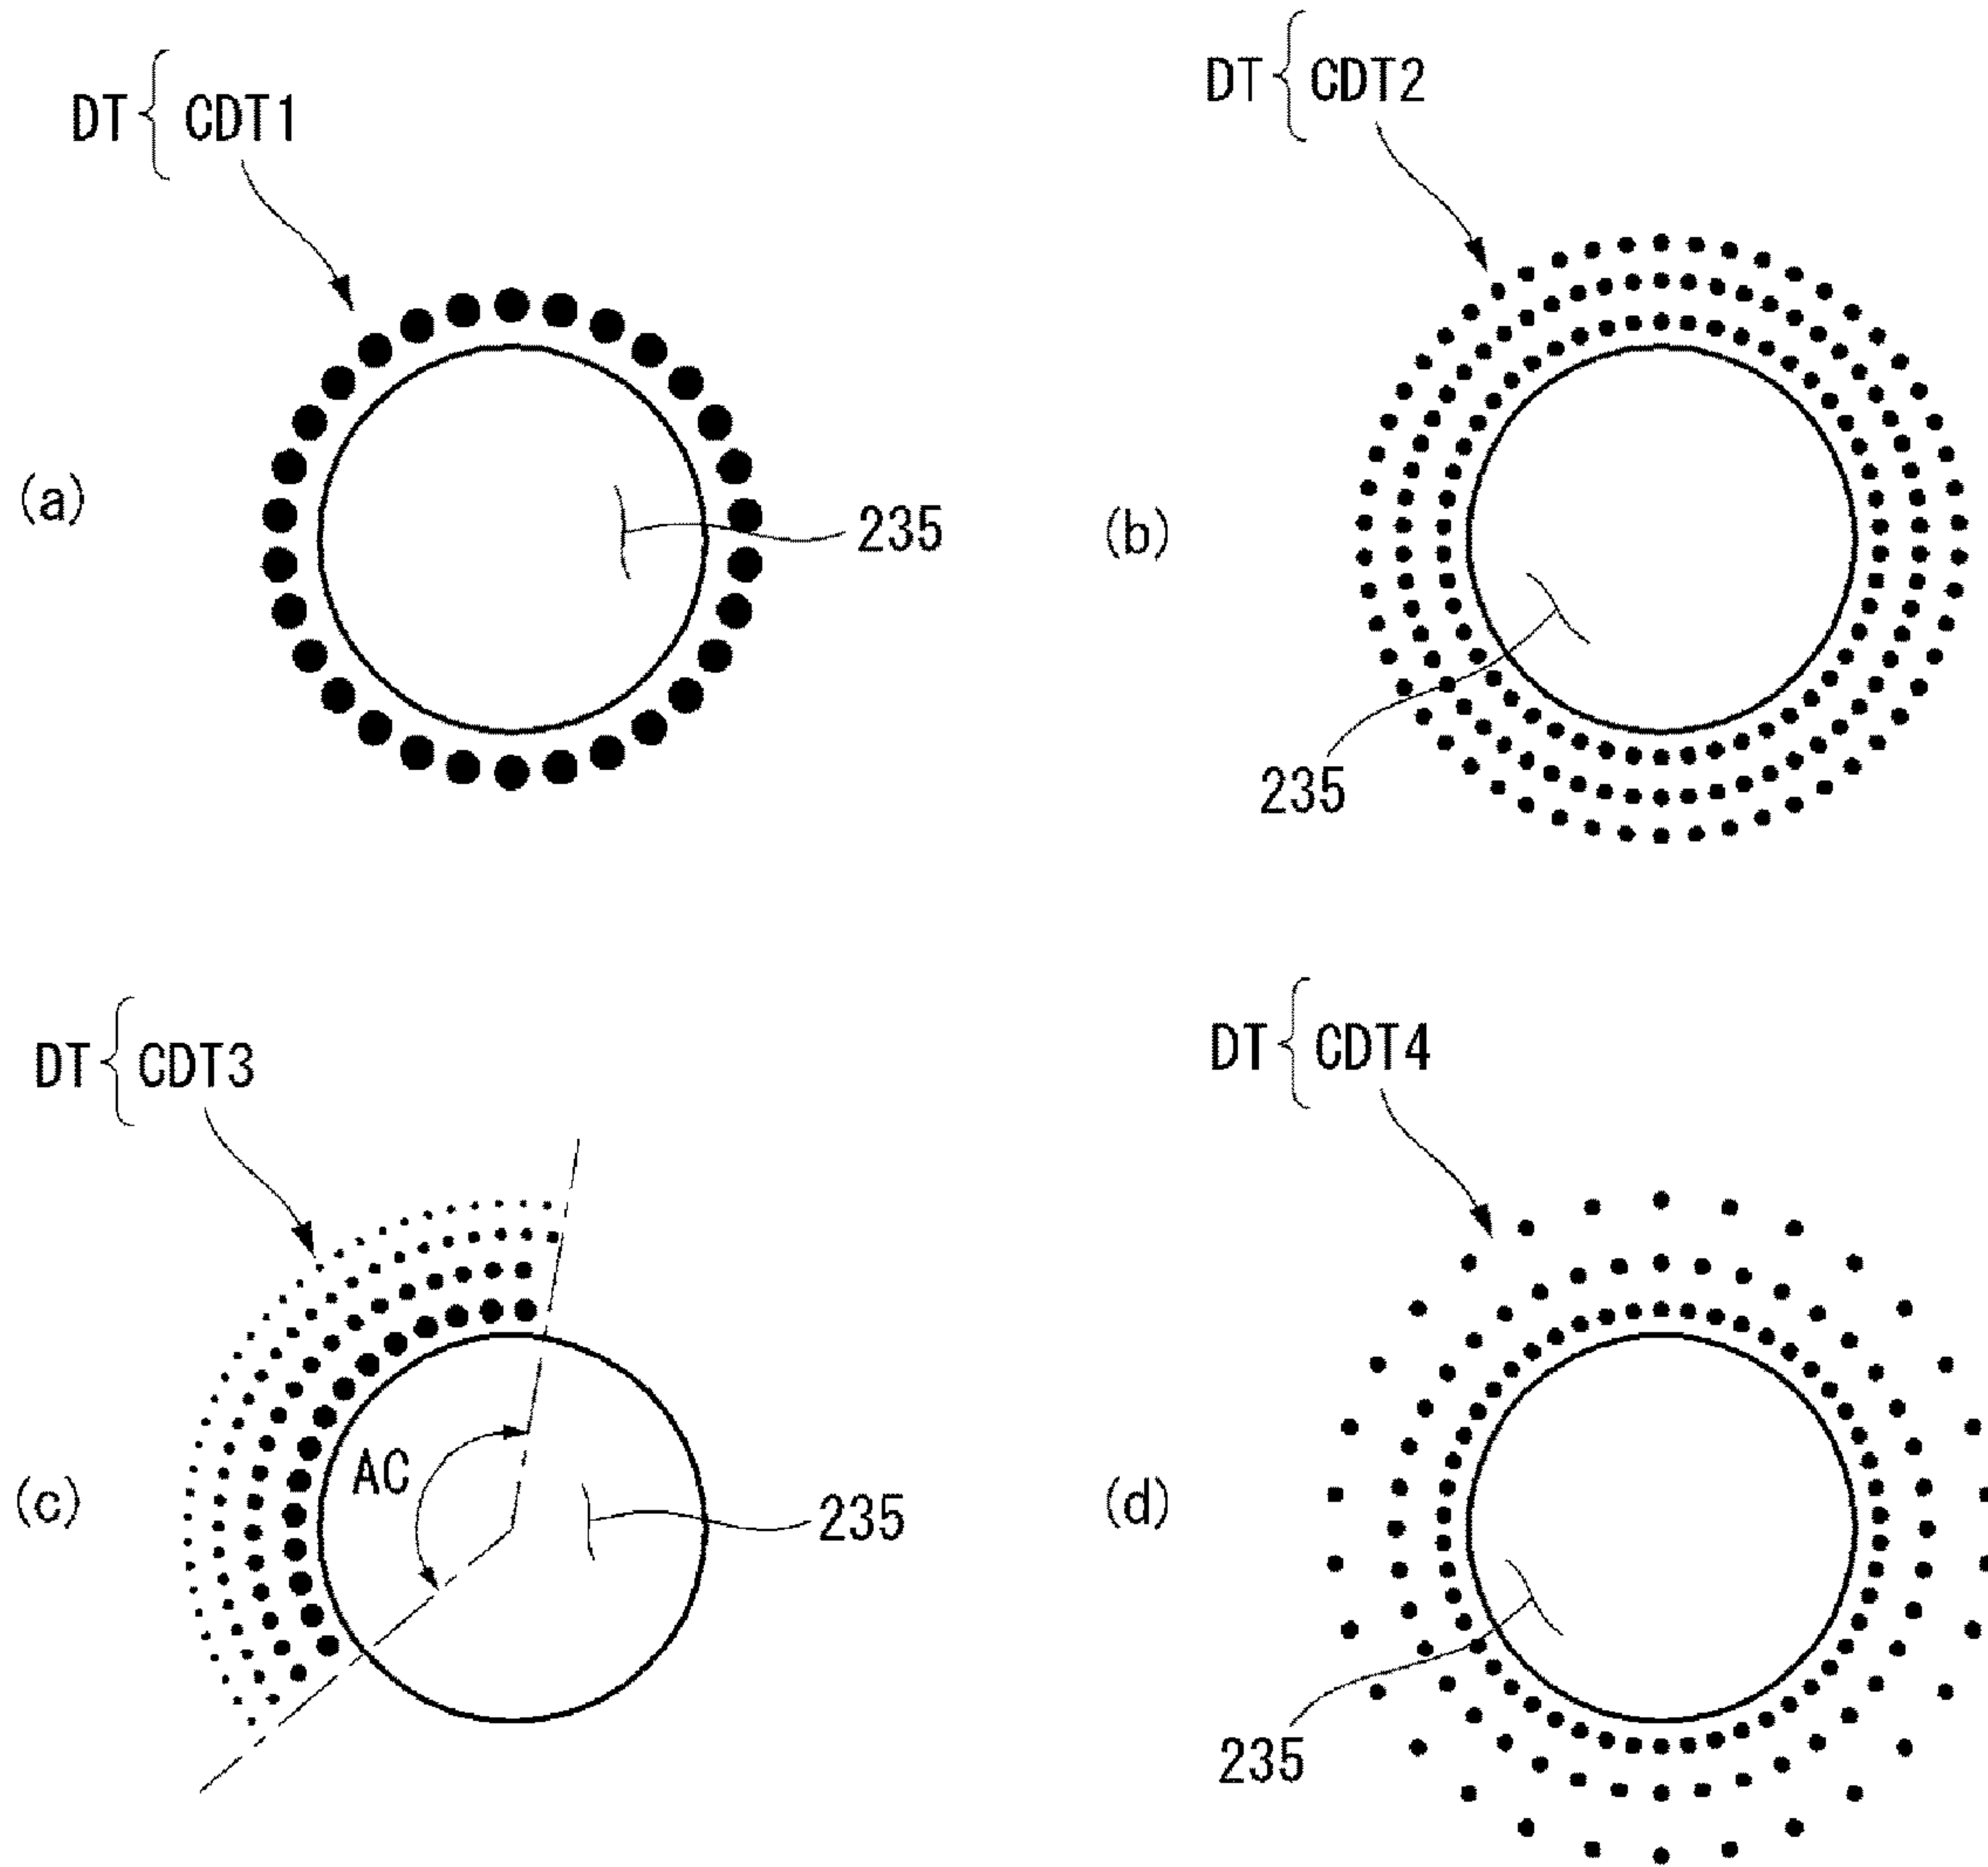 DT { CDT1
(a)
235
DT { CDT2
(b)
235
DT { CDT3
AC
(c)
235
DT { CDT4
(d)
235